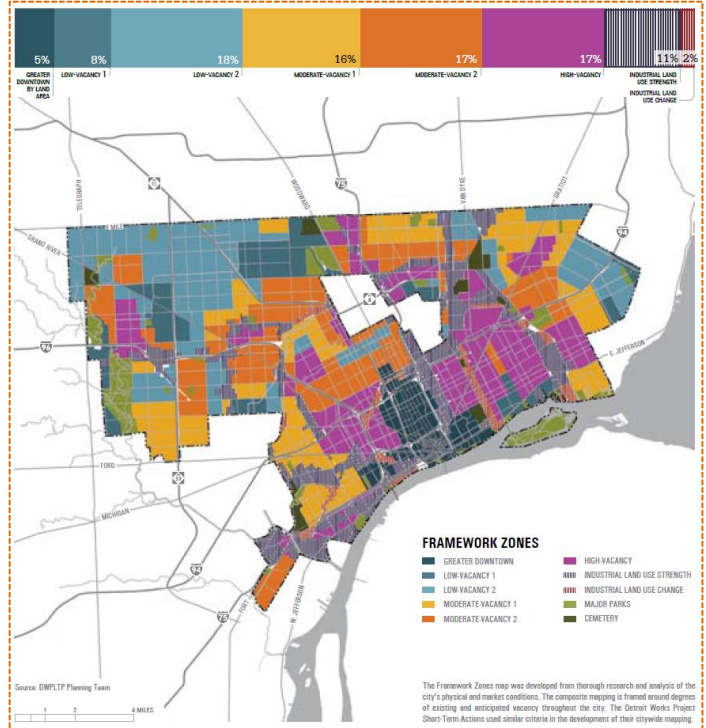 5%
8%
18%
16%
17%
17%
11%
2%
GREATER
DOWNTOWN
BY LAND
AREA
LOW-VACANCY 1
LOW-VACANCY 2
MODERATE-VACANCY 1
MODERATE-VACANCY 2
HIGH-VACANCY
INDUSTRIAL LAND
USE STRENGTH
INDUSTRIAL LAND
USE CHANGE
TELEGRAPH
WOODWARD
75
VAN DYKE
GRATIOT
8 MILE
GRAND RIVER
94
96
E. JEFFERSON
FORD
MICHIGAN
94
75
FORT
W. JEFFERSON
FRAMEWORK ZONES
GREATER DOWNTOWN
LOW-VACANCY 1
LOW-VACANCY 2
MODERATE-VACANCY 1
MODERATE-VACANCY 2
HIGH-VACANCY
INDUSTRIAL LAND USE STRENGTH
INDUSTRIAL LAND USE CHANGE
MAJOR PARKS
CEMETERY
Source: DWPLTP Planning Team
1 2 4 MILES
The Framework Zones map was developed from thorough research and analysis of the
city's physical and market conditions. The composite mapping is framed around degrees
of existing and anticipated vacancy throughout the city. The Detroit Works Project
Short-Term Actions used similar criteria in the development of their citywide mapping.